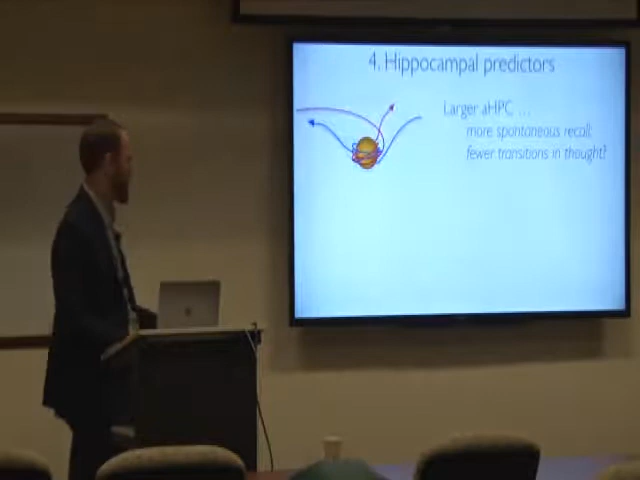 4. Hippocampal predictors
Larger aHPC ...
more spontaneous recall;
fewer transitions in thought?